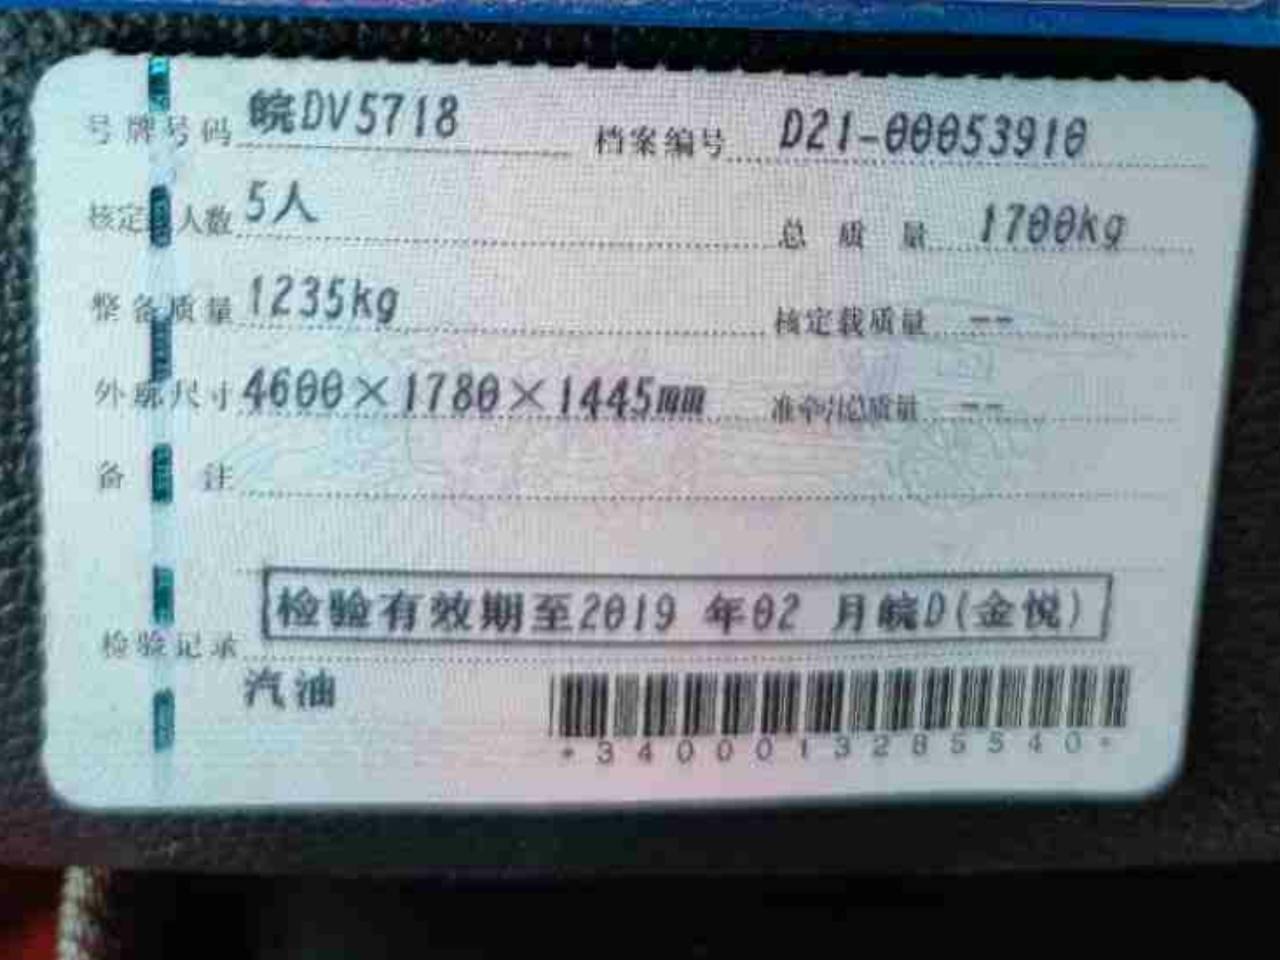 号牌号码 皖DV5718 档案编号 D21-00053910
核定 人数 5人 总质量 1700kg
整备质量 1235kg 核定载质量 --
外廓尺寸 4600×1780×1445mm 准牵引总质量 --
备注
检验有效期至2019 年02 月皖D(金悦)
检验记录
汽油
*3400013285540*